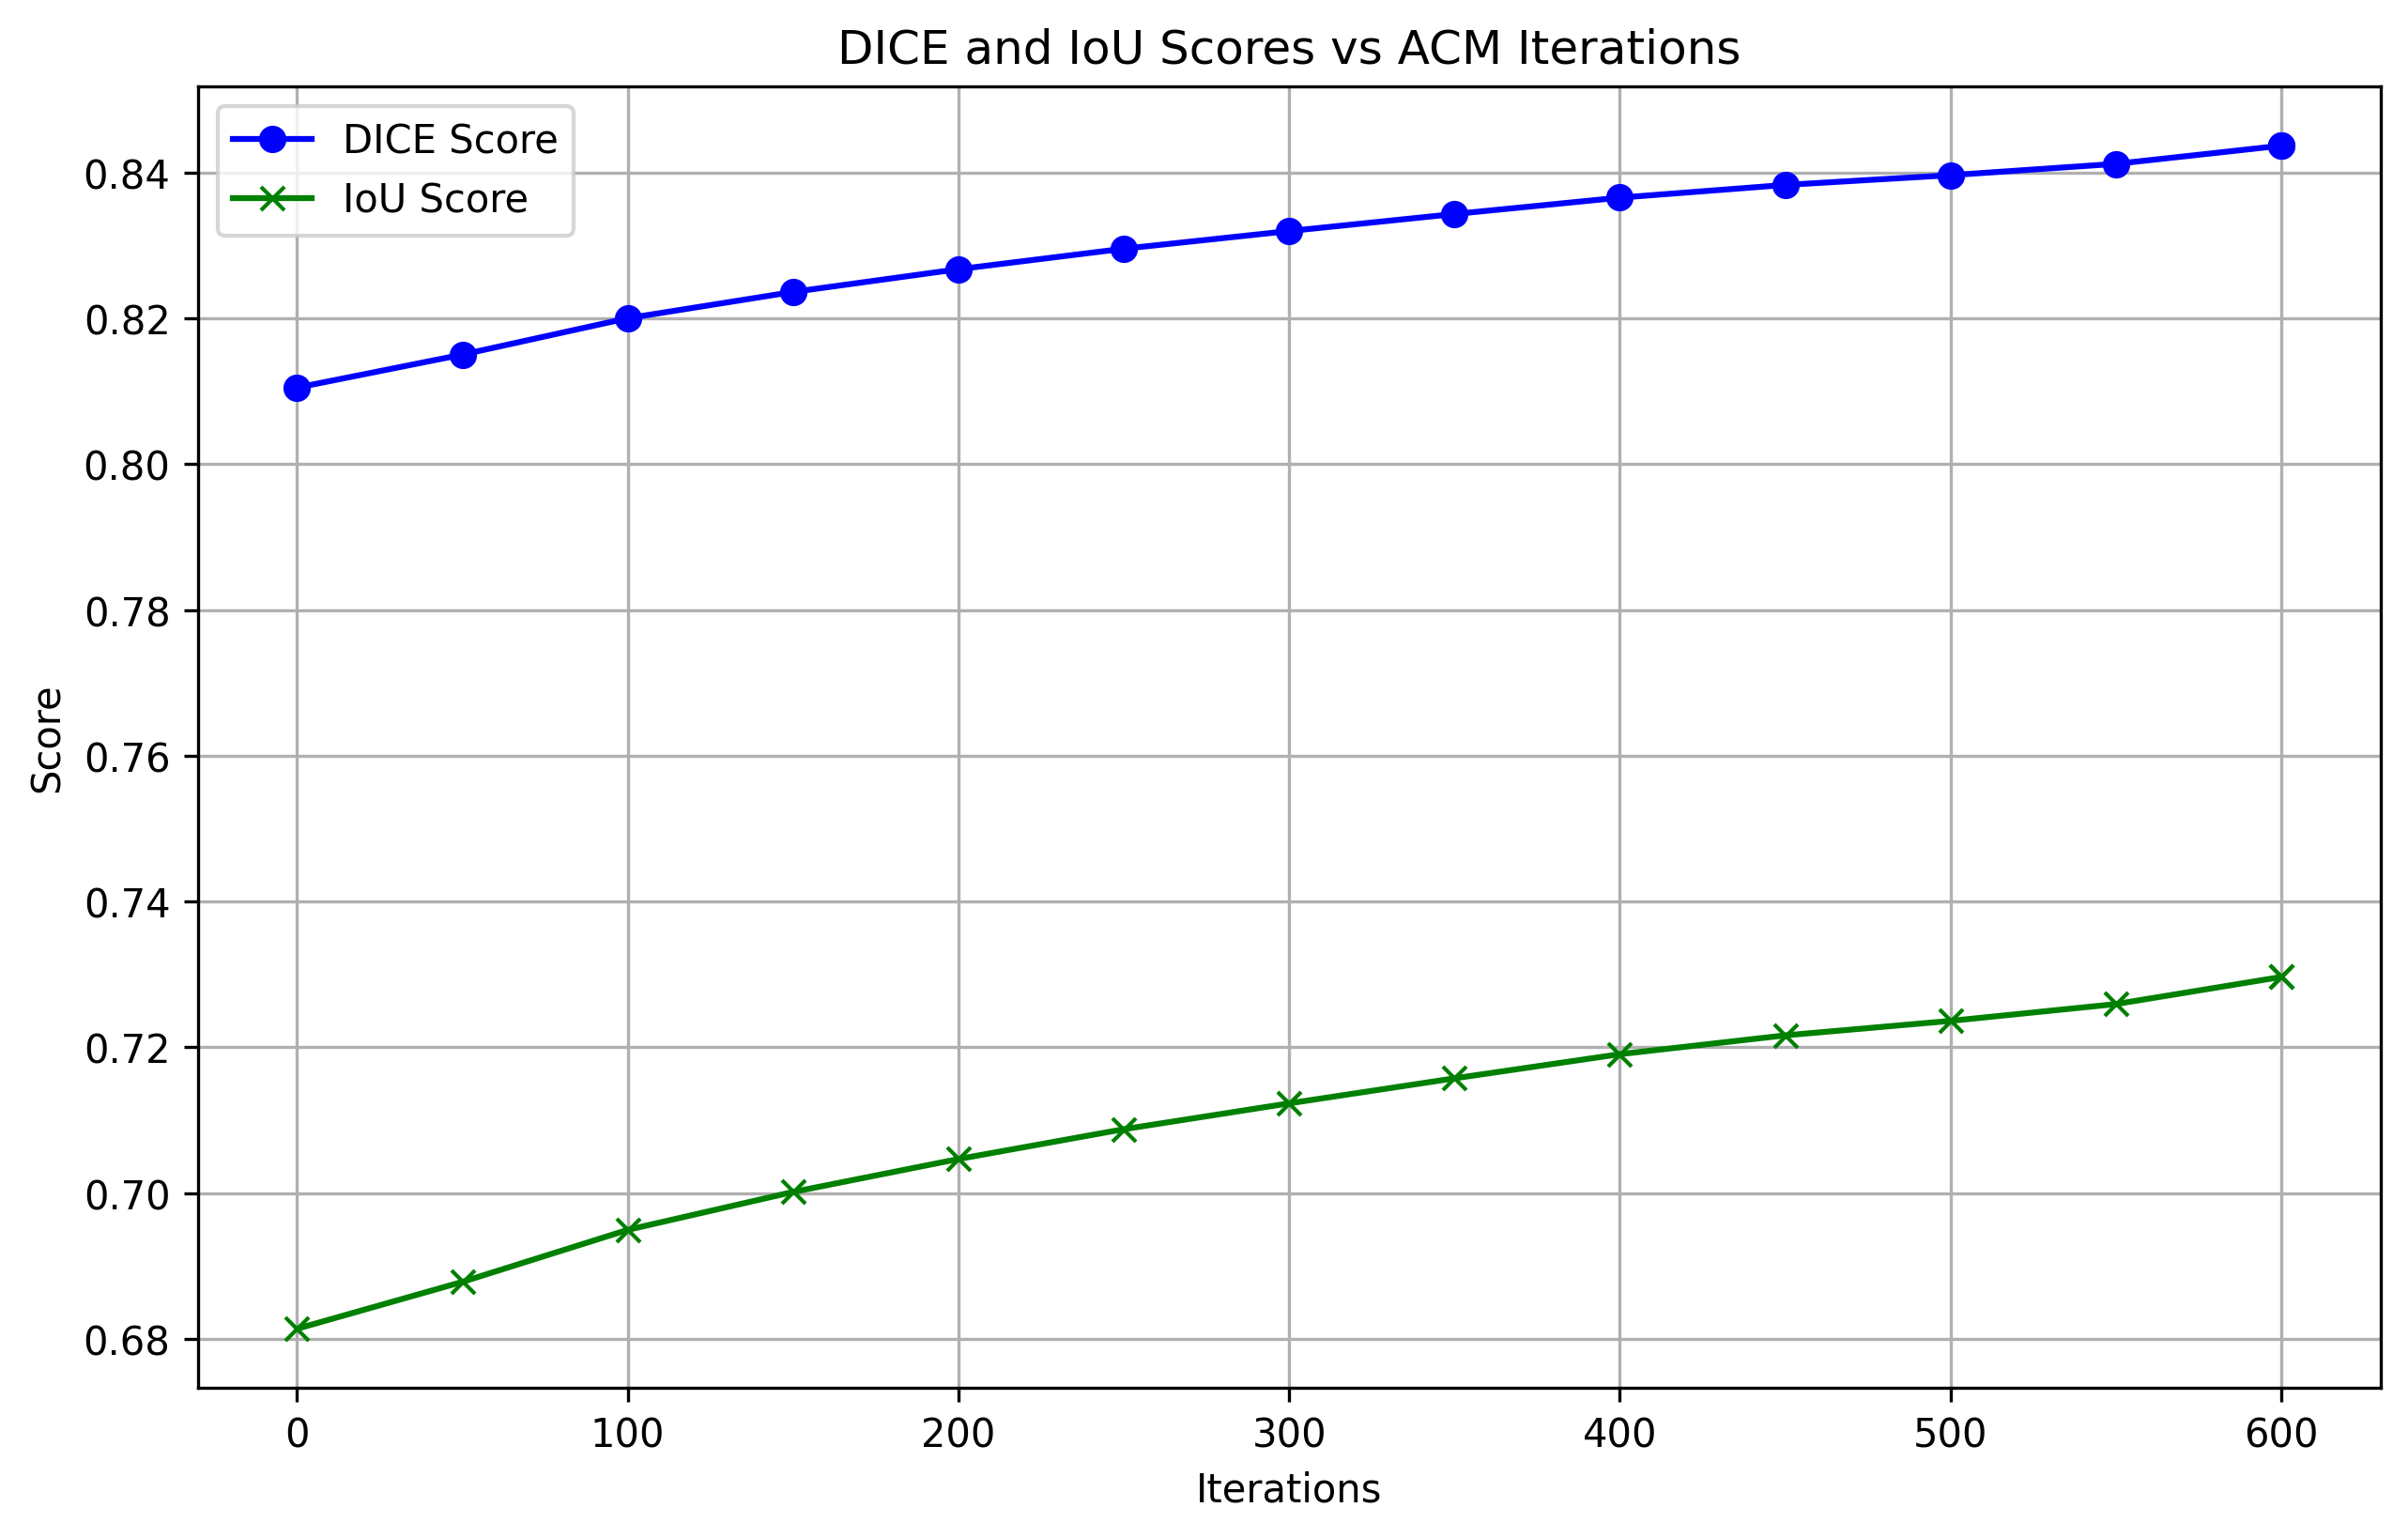 DICE and IoU Scores vs ACM Iterations
DICE Score
IoU Score
0.84
0.82
0.80
0.78
0.76
0.74
0.72
0.70
0.68
Score
0 100 200 300 400 500 600
Iterations